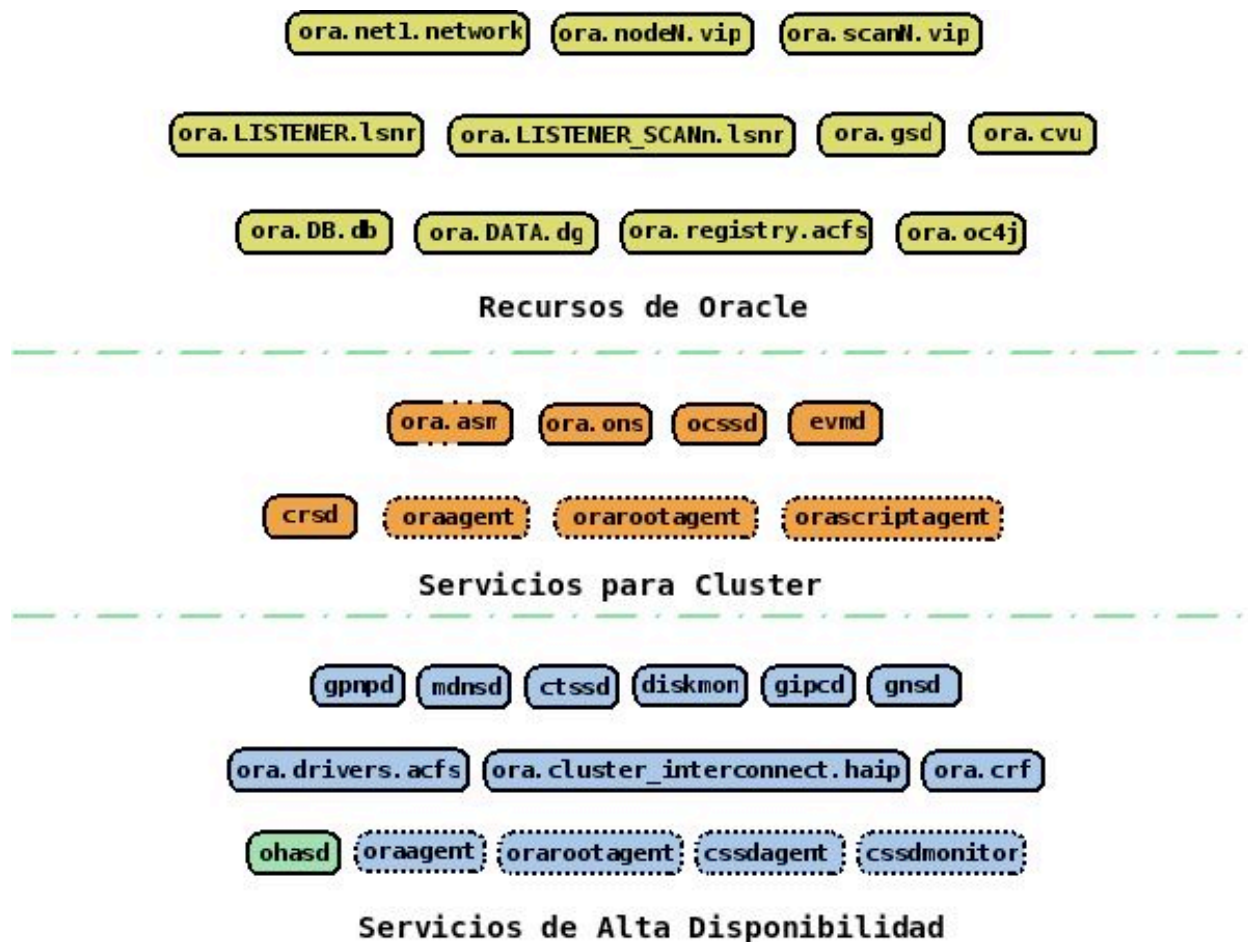 ora.net1.network ora.nodeN.vip ora.scanN.vip
ora.LISTENER.lsnr ora.LISTENER_SCANn.lsnr ora.gsd ora.cvu
ora.DB.db ora.DATA.dg ora.registry.acfs ora.oc4j
Recursos de Oracle
ora.asm ora.ons ocssd evmd
crsd oraagent orarootagent orascriptagent
Servicios para Cluster
gpnpd mdnsd ctssd diskmon gipcd gnsd
ora.drivers.acfs ora.cluster_interconnect.haip ora.crf
ohasd oraagent orarootagent cssdagent cssdmonitor
Servicios de Alta Disponibilidad